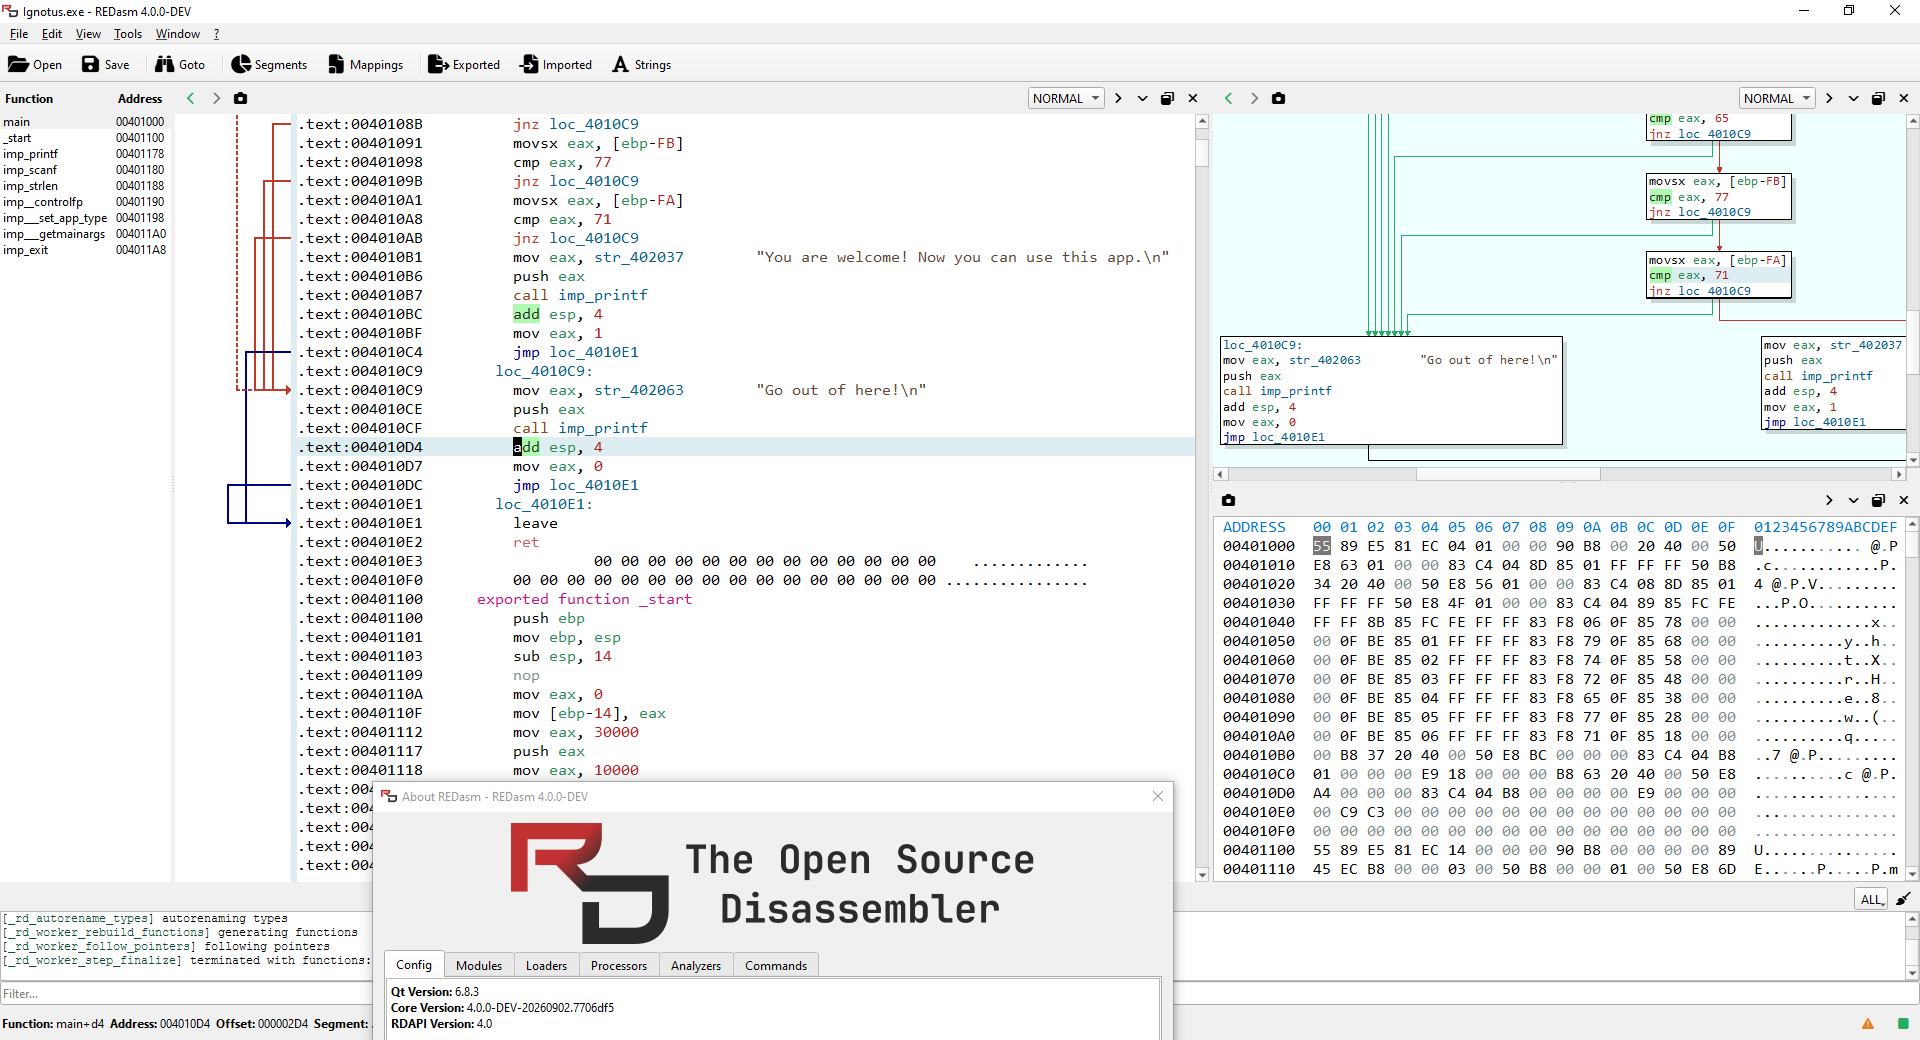 Ignotus.exe - REDasm 4.0.0-DEV
File Edit View Tools Window ?
Open Save Goto Segments Mappings Exported Imported Strings
Function Address
main 00401000
_start 00401100
imp_printf 00401178
imp_scanf 00401180
imp_strlen 00401188
imp__controlfp 00401190
imp___set_app_type 00401198
imp___getmainargs 004011A0
imp_exit 004011A8
NORMAL
.text:0040108B jnz loc_4010C9
.text:00401091 movsx eax, [ebp-FB]
.text:00401098 cmp eax, 77
.text:0040109B jnz loc_4010C9
.text:004010A1 movsx eax, [ebp-FA]
.text:004010A8 cmp eax, 71
.text:004010AB jnz loc_4010C9
.text:004010B1 mov eax, str_402037 "You are welcome! Now you can use this app.\n"
.text:004010B6 push eax
.text:004010B7 call imp_printf
.text:004010BC add esp, 4
.text:004010BF mov eax, 1
.text:004010C4 jmp loc_4010E1
.text:004010C9 loc_4010C9:
.text:004010C9 mov eax, str_402063 "Go out of here!\n"
.text:004010CE push eax
.text:004010CF call imp_printf
.text:004010D4 add esp, 4
.text:004010D7 mov eax, 0
.text:004010DC jmp loc_4010E1
.text:004010E1 loc_4010E1:
.text:004010E1 leave
.text:004010E2 ret
.text:004010E3 00 00 00 00 00 00 00 00 00 00 00 00 00 .............
.text:004010F0 00 00 00 00 00 00 00 00 00 00 00 00 00 00 00 00 ................
.text:00401100 exported function _start
.text:00401100 push ebp
.text:00401101 mov ebp, esp
.text:00401103 sub esp, 14
.text:00401109 nop
.text:0040110A mov eax, 0
.text:0040110F mov [ebp-14], eax
.text:00401112 mov eax, 30000
.text:00401117 push eax
.text:00401118 mov eax, 10000
.text:004
.text:004
.text:004
.text:004
.text:004
NORMAL
cmp eax, 65
jnz loc_4010C9
movsx eax, [ebp-FB]
cmp eax, 77
jnz loc_4010C9
movsx eax, [ebp-FA]
cmp eax, 71
jnz loc_4010C9
loc_4010C9:
mov eax, str_402063 "Go out of here!\n"
push eax
call imp_printf
add esp, 4
mov eax, 0
jmp loc_4010E1
mov eax, str_402037
push eax
call imp_printf
add esp, 4
mov eax, 1
jmp loc_4010E1
ADDRESS 00 01 02 03 04 05 06 07 08 09 0A 0B 0C 0D 0E 0F 0123456789ABCDEF
00401000 55 89 E5 81 EC 04 01 00 00 90 B8 00 20 40 00 50 U........... @.P
00401010 E8 63 01 00 00 83 C4 04 8D 85 01 FF FF FF 50 B8 .c............P.
00401020 34 20 40 00 50 E8 56 01 00 00 83 C4 08 8D 85 01 4 @.P.V.........
00401030 FF FF FF 50 E8 4F 01 00 00 83 C4 04 89 85 FC FE ...P.O..........
00401040 FF FF 8B 85 FC FE FF FF 83 F8 06 0F 85 78 00 00 .............x..
00401050 00 0F BE 85 01 FF FF FF 83 F8 79 0F 85 68 00 00 ..........y..h..
00401060 00 0F BE 85 02 FF FF FF 83 F8 74 0F 85 58 00 00 ..........t..X..
00401070 00 0F BE 85 03 FF FF FF 83 F8 72 0F 85 48 00 00 ..........r..H..
00401080 00 0F BE 85 04 FF FF FF 83 F8 65 0F 85 38 00 00 ..........e..8..
00401090 00 0F BE 85 05 FF FF FF 83 F8 77 0F 85 28 00 00 ..........w..(..
004010A0 00 0F BE 85 06 FF FF FF 83 F8 71 0F 85 18 00 00 ..........q.....
004010B0 00 B8 37 20 40 00 50 E8 BC 00 00 00 83 C4 04 B8 ..7 @.P.........
004010C0 01 00 00 00 E9 18 00 00 00 B8 63 20 40 00 50 E8 ..........c @.P.
004010D0 A4 00 00 00 83 C4 04 B8 00 00 00 00 E9 00 00 00 ................
004010E0 00 C9 C3 00 00 00 00 00 00 00 00 00 00 00 00 00 ................
004010F0 00 00 00 00 00 00 00 00 00 00 00 00 00 00 00 00 ................
00401100 55 89 E5 81 EC 14 00 00 00 90 B8 00 00 00 00 89 U...............
00401110 45 EC B8 00 00 03 00 50 B8 00 00 01 00 50 E8 6D E......P.....P.m
ALL
[_rd_autorename_types] autorenaming types
[_rd_worker_rebuild_functions] generating functions
[_rd_worker_follow_pointers] following pointers
[_rd_worker_step_finalize] terminated with functions:
Filter...
Function: main+d4 Address: 004010D4 Offset: 000002D4 Segment:
About REDasm - REDasm 4.0.0-DEV
The Open Source
Disassembler
Config Modules Loaders Processors Analyzers Commands
Qt Version: 6.8.3
Core Version: 4.0.0-DEV-20260902.7706df5
RDAPI Version: 4.0